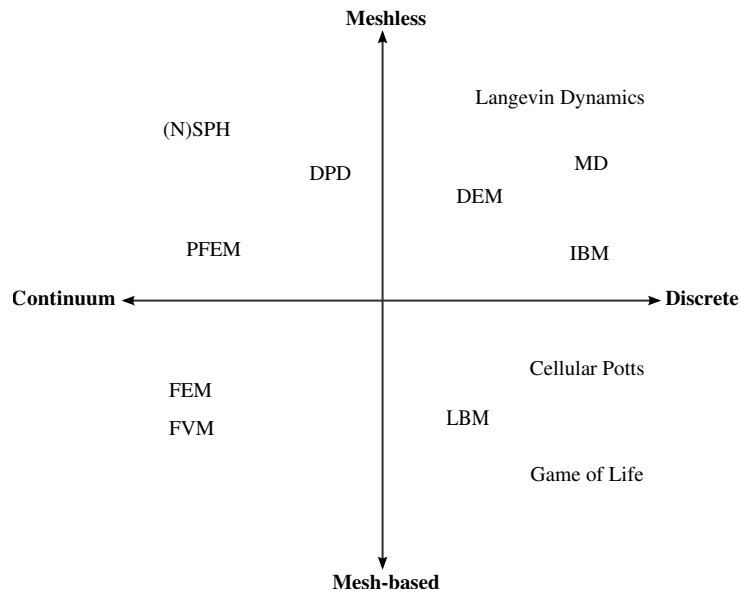 Meshless
Langevin Dynamics
(N)SPH
MD
DPD
DEM
PFEM
IBM
Continuum
Discrete
Cellular Potts
FEM
LBM
FVM
Game of Life
Mesh-based